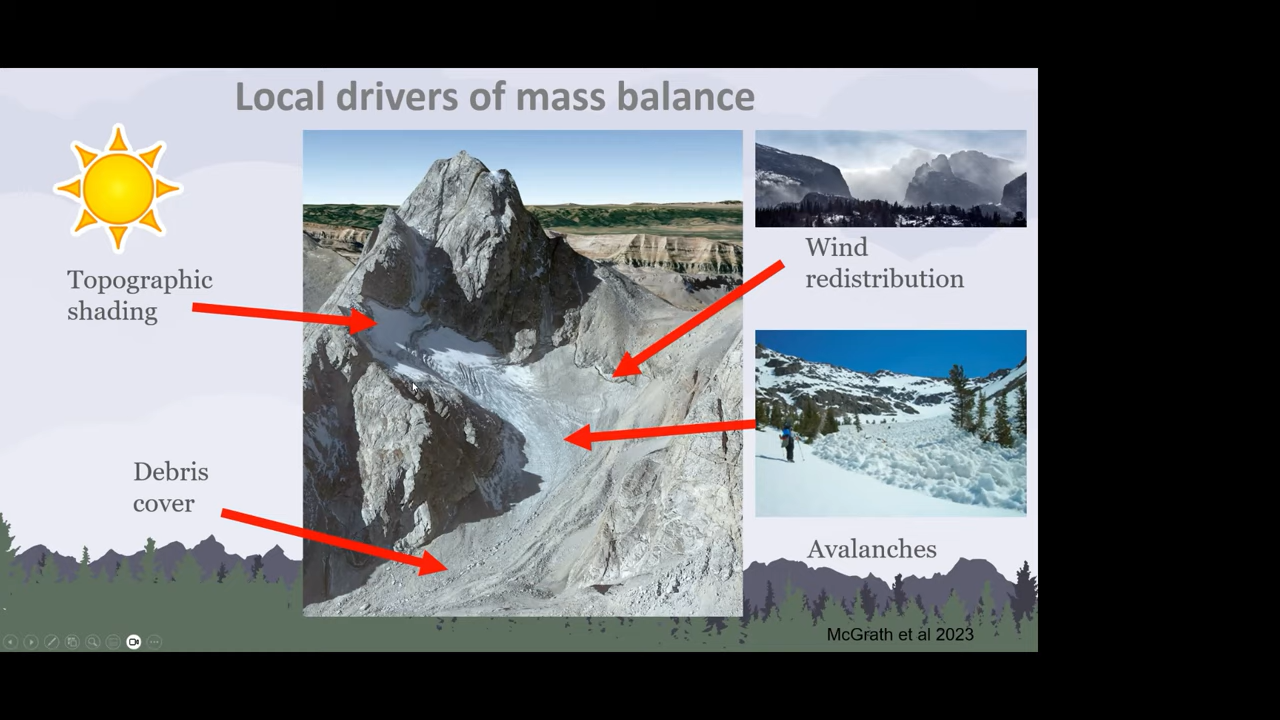 Local drivers of mass balance
Topographic
shading
Wind
redistribution
Debris
cover
Avalanches
McGrath et al 2023